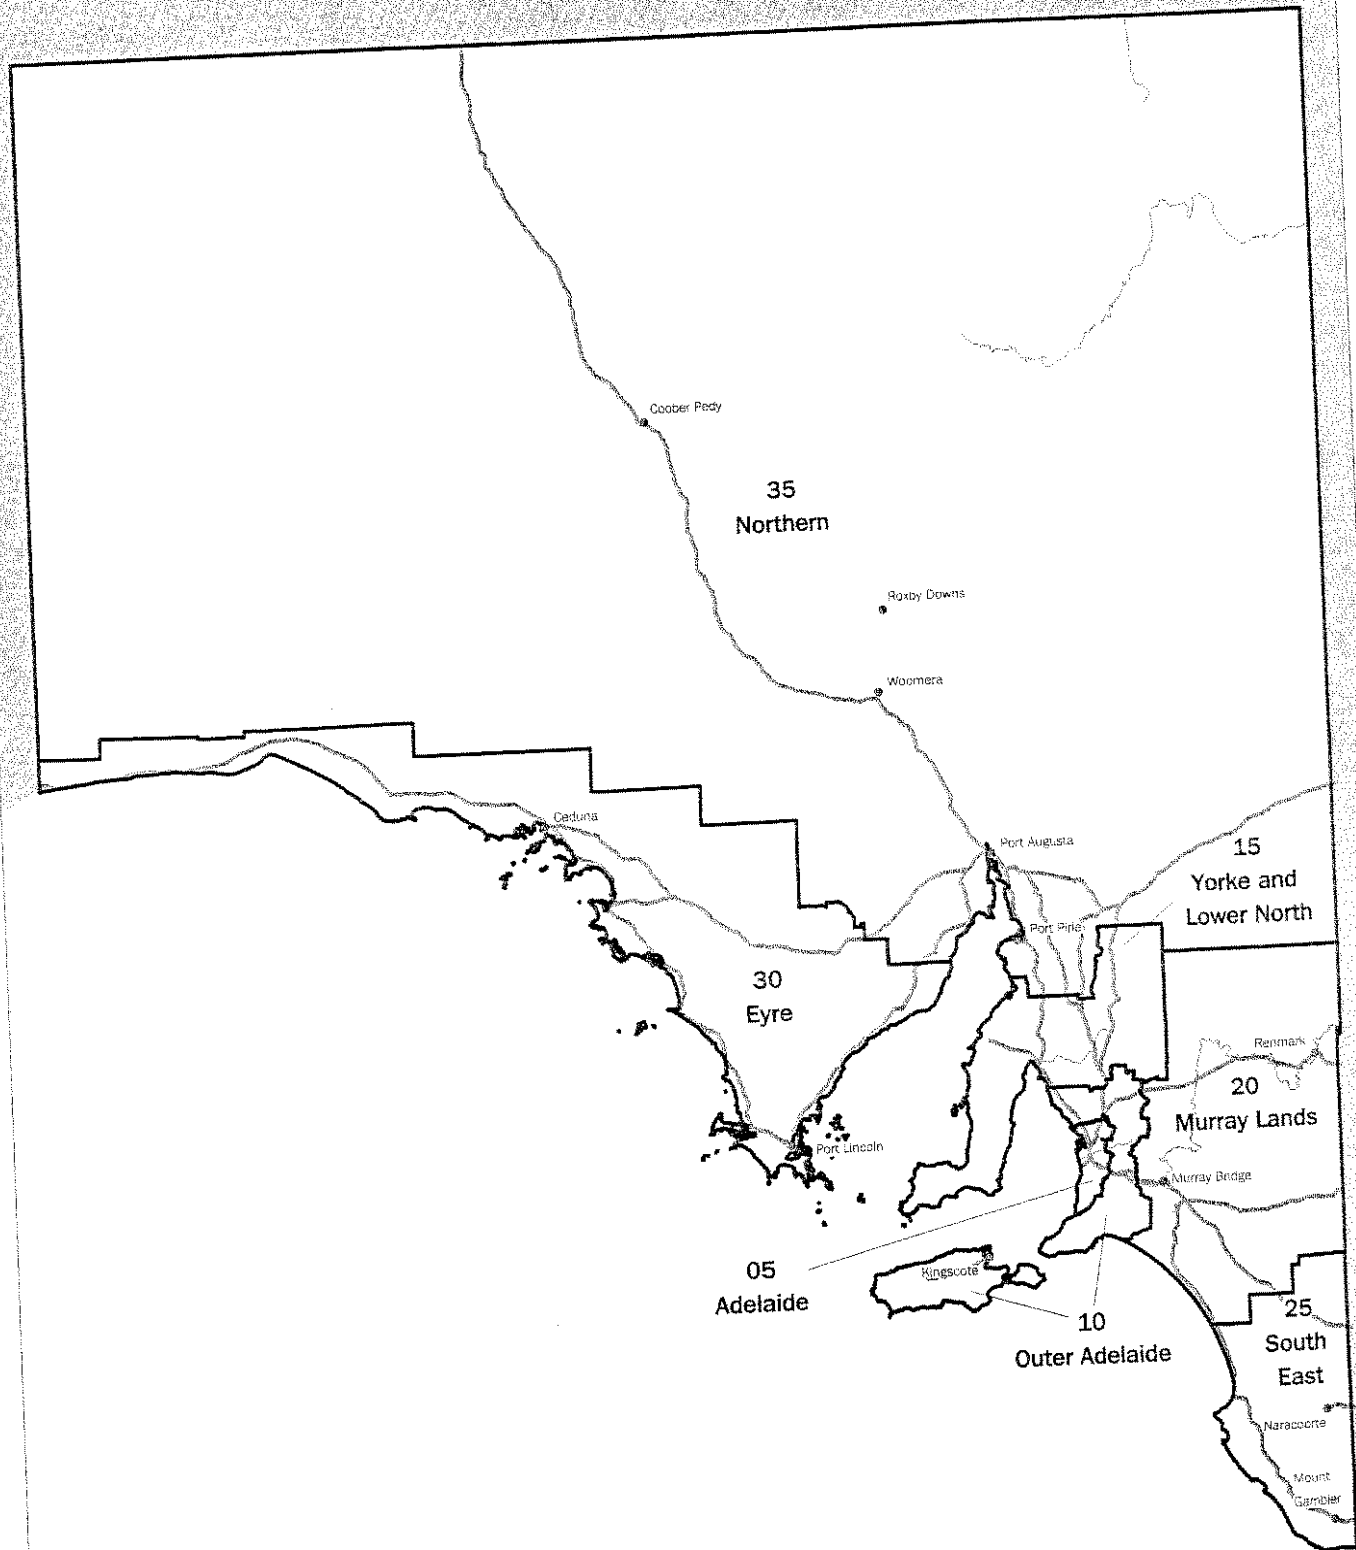 Coober Pedy
35
Northern
Roxby Downs
Woomera
Ceduna
Port Augusta
15
Yorke and
Lower North
Port Pirie
30
Eyre
Renmark
20
Murray Lands
Port Lincoln
Murray Bridge
05
Adelaide
Kingscote
10
Outer Adelaide
25
South
East
Naracoorte
Mount
Gambier